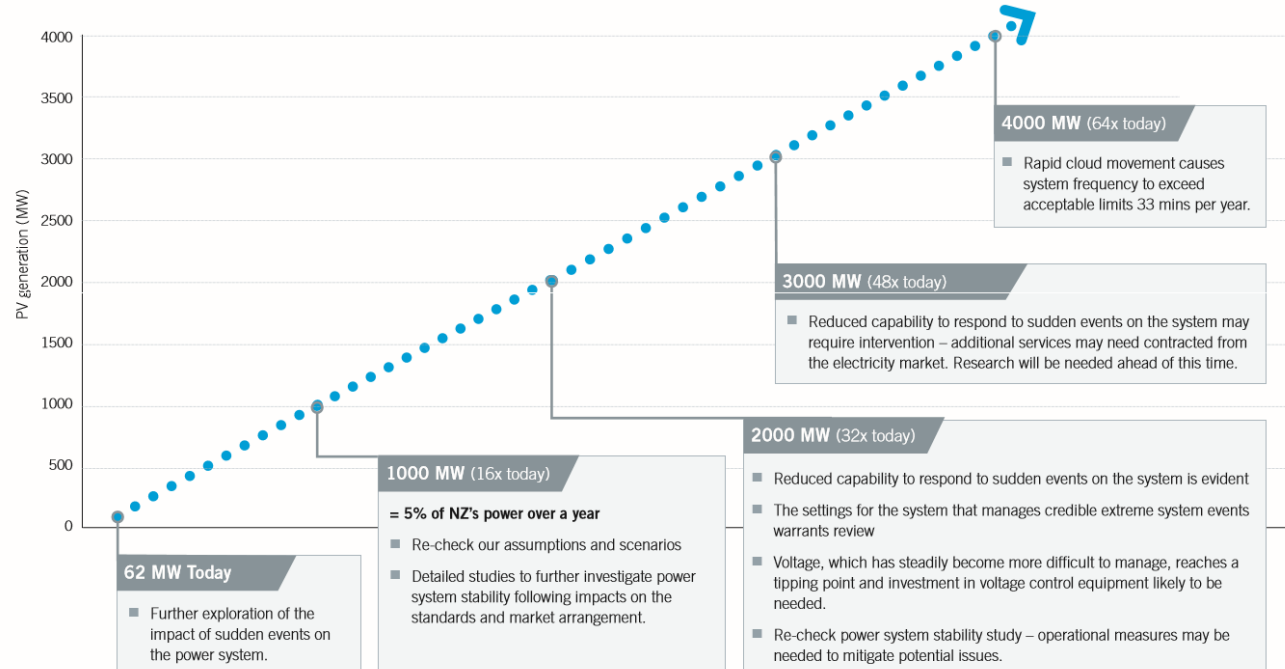 PV generation (MW)
4000
3500
3000
2500
2000
1500
1000
500
0
62 MW Today
■ Further exploration of the
impact of sudden events on
the power system.
1000 MW (16x today)
= 5% of NZ's power over a year
■ Re-check our assumptions and scenarios
■ Detailed studies to further investigate power
system stability following impacts on the
standards and market arrangement.
2000 MW (32x today)
■ Reduced capability to respond to sudden events on the system is evident
■ The settings for the system that manages credible extreme system events
warrants review
■ Voltage, which has steadily become more difficult to manage, reaches a
tipping point and investment in voltage control equipment likely to be
needed.
■ Re-check power system stability study – operational measures may be
needed to mitigate potential issues.
3000 MW (48x today)
■ Reduced capability to respond to sudden events on the system may
require intervention – additional services may need contracted from
the electricity market. Research will be needed ahead of this time.
4000 MW (64x today)
■ Rapid cloud movement causes
system frequency to exceed
acceptable limits 33 mins per year.